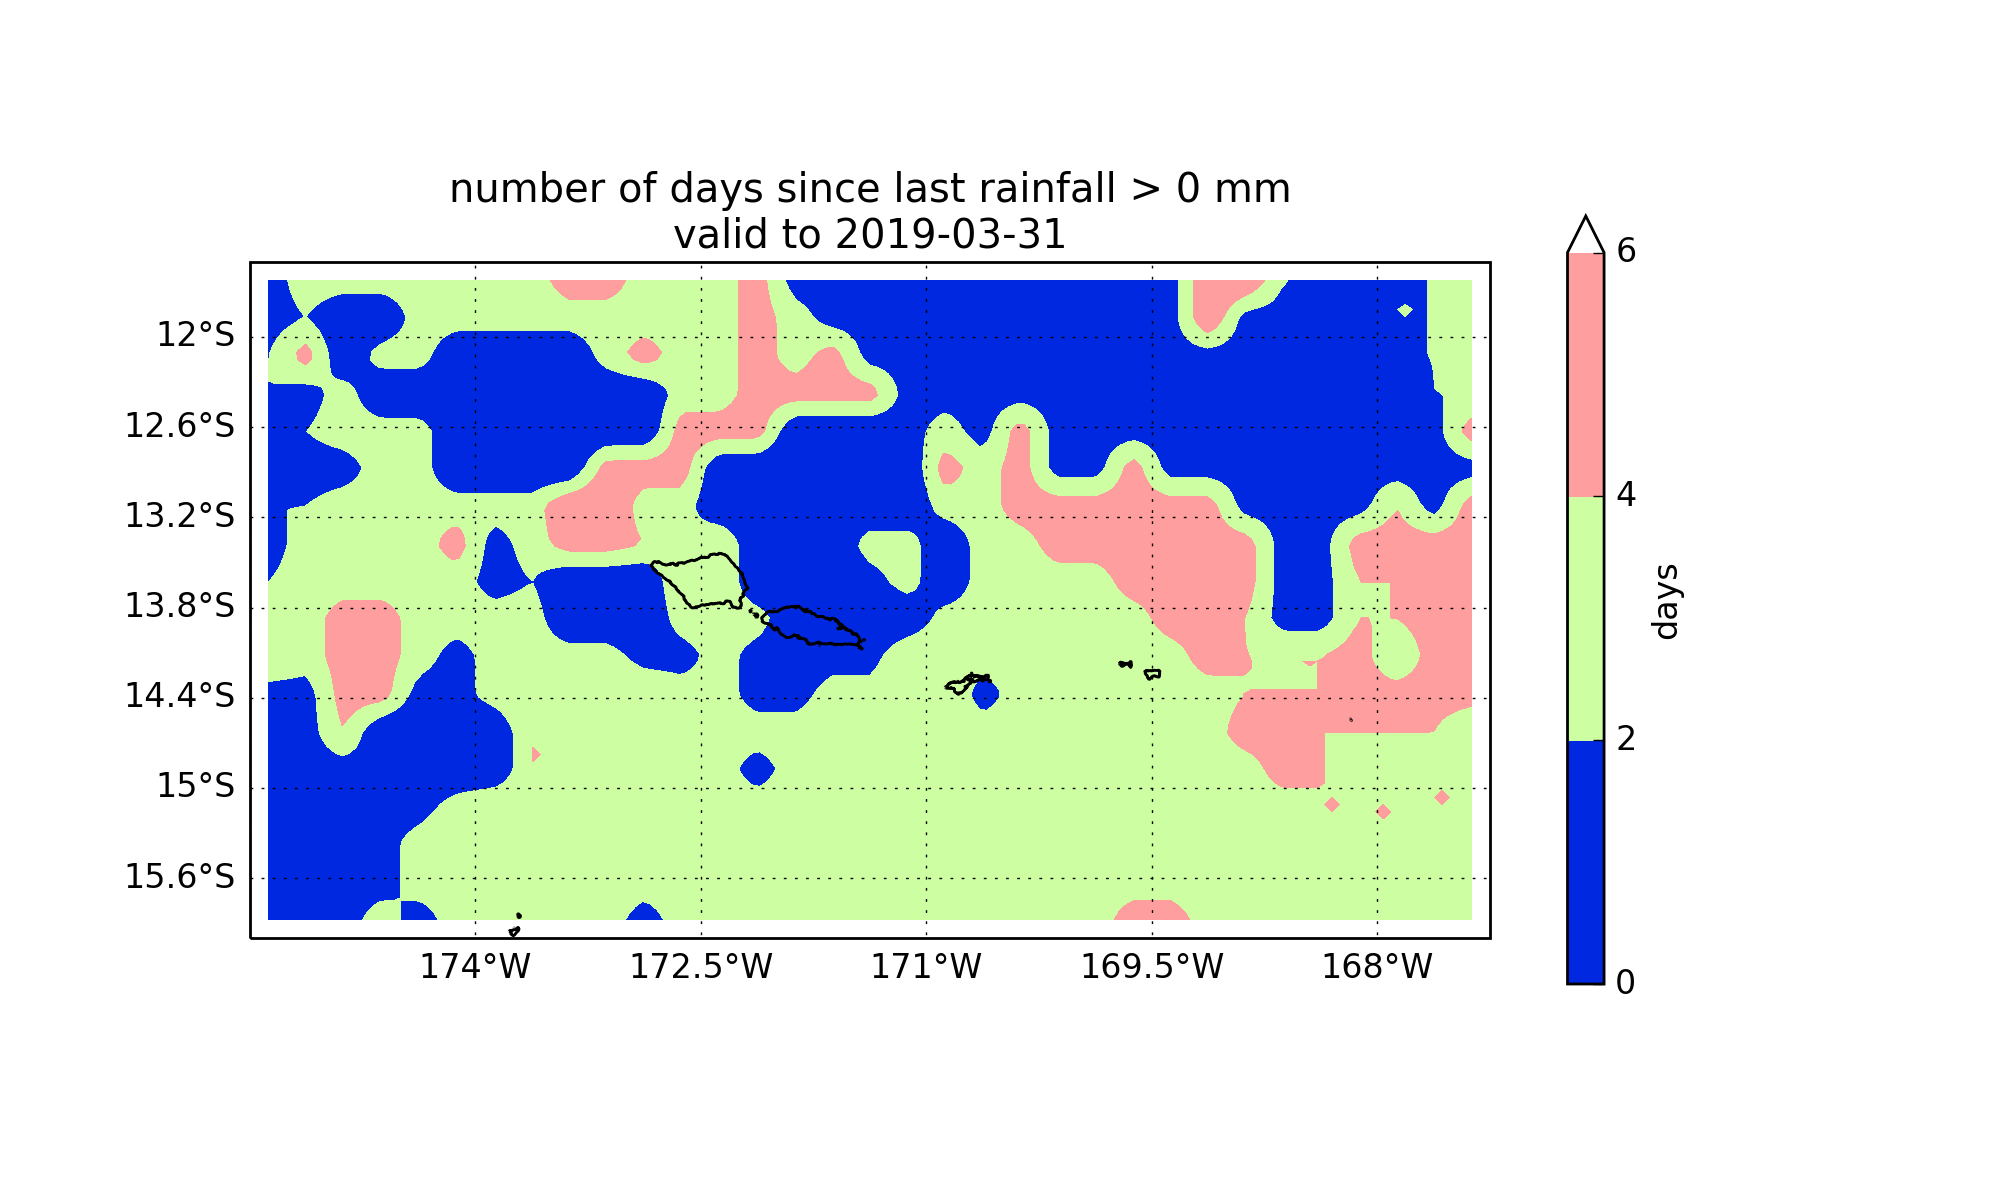 number of days since last rainfall > 0 mm
valid to 2019-03-31
12°S
12.6°S
13.2°S
13.8°S
14.4°S
15°S
15.6°S
174°W
172.5°W
171°W
169.5°W
168°W
6
4
2
0
days